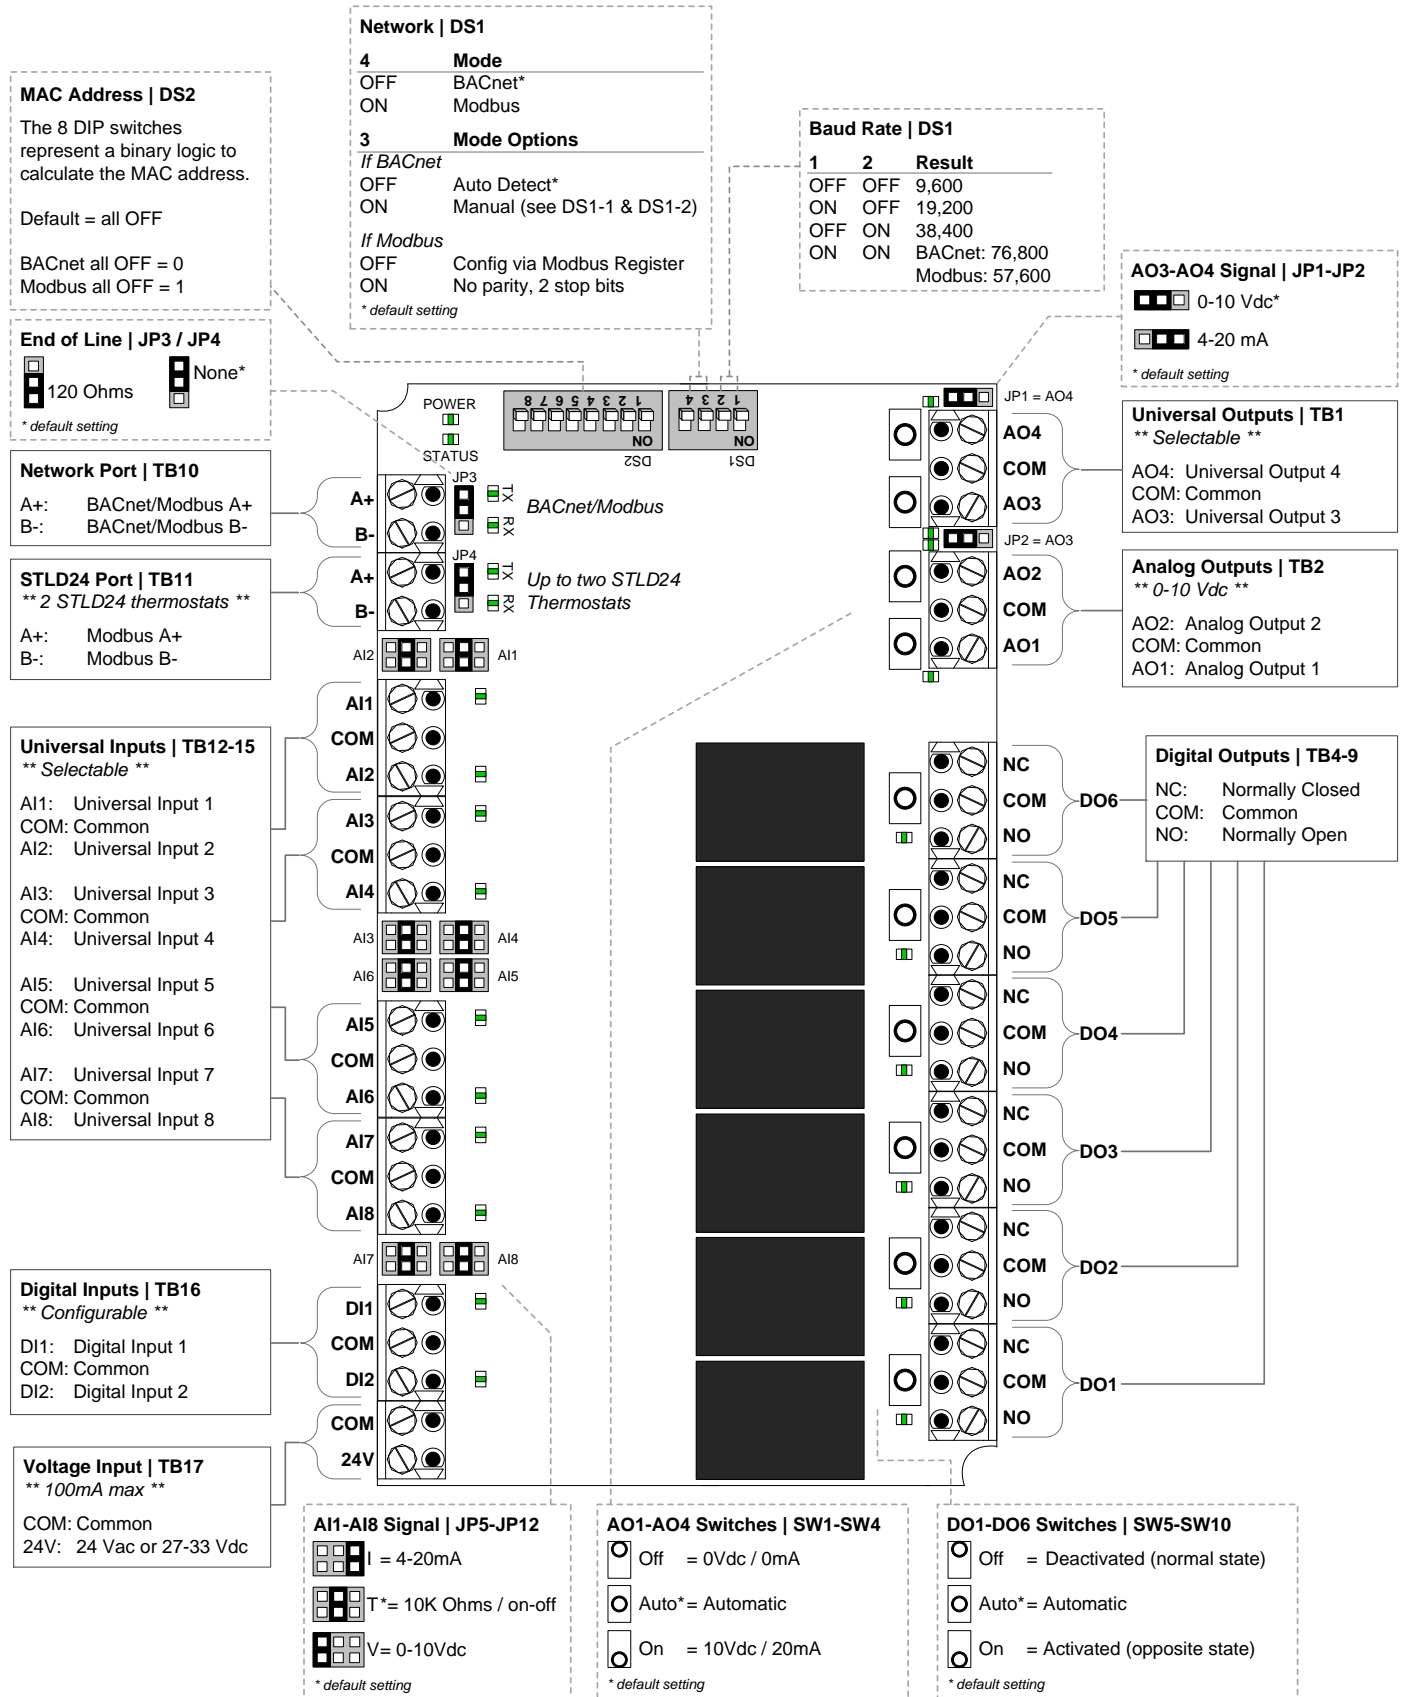 Network | DS1
4 Mode
OFF BACnet*
ON Modbus
3 Mode Options
If BACnet
OFF Auto Detect*
ON Manual (see DS1-1 & DS1-2)
If Modbus
OFF Config via Modbus Register
ON No parity, 2 stop bits
* default setting
MAC Address | DS2
The 8 DIP switches
represent a binary logic to
calculate the MAC address.
Default = all OFF
BACnet all OFF = 0
Modbus all OFF = 1
Baud Rate | DS1
1 2 Result
OFF OFF 9,600
ON OFF 19,200
OFF ON 38,400
ON ON BACnet: 76,800
Modbus: 57,600
AO3-AO4 Signal | JP1-JP2
0-10 Vdc*
4-20 mA
* default setting
End of Line | JP3 / JP4
120 Ohms
None*
* default setting
POWER
STATUS
8 7 6 5 4 3 2 1
ON
DS2
4 3 2 1
ON
DS1
JP1 = AO4
AO4
COM
AO3
JP2 = AO3
AO2
COM
AO1
Universal Outputs | TB1
** Selectable **
AO4: Universal Output 4
COM: Common
AO3: Universal Output 3
Analog Outputs | TB2
** 0-10 Vdc **
AO2: Analog Output 2
COM: Common
AO1: Analog Output 1
Network Port | TB10
A+: BACnet/Modbus A+
B-: BACnet/Modbus B-
A+
B-
JP3
TX
RX
BACnet/Modbus
STLD24 Port | TB11
** 2 STLD24 thermostats **
A+: Modbus A+
B-: Modbus B-
A+
B-
JP4
TX
RX
Up to two STLD24
Thermostats
AI2
AI1
AI1
COM
AI2
AI3
COM
AI4
AI3
AI4
AI6
AI5
AI5
COM
AI6
AI7
COM
AI8
AI7
AI8
Universal Inputs | TB12-15
** Selectable **
AI1: Universal Input 1
COM: Common
AI2: Universal Input 2
AI3: Universal Input 3
COM: Common
AI4: Universal Input 4
AI5: Universal Input 5
COM: Common
AI6: Universal Input 6
AI7: Universal Input 7
COM: Common
AI8: Universal Input 8
Digital Outputs | TB4-9
NC: Normally Closed
COM: Common
NO: Normally Open
NC
COM
NO
DO6
NC
COM
NO
DO5
NC
COM
NO
DO4
NC
COM
NO
DO3
NC
COM
NO
DO2
NC
COM
NO
DO1
Digital Inputs | TB16
** Configurable **
DI1: Digital Input 1
COM: Common
DI2: Digital Input 2
DI1
COM
DI2
COM
24V
Voltage Input | TB17
** 100mA max **
COM: Common
24V: 24 Vac or 27-33 Vdc
AI1-AI8 Signal | JP5-JP12
I = 4-20mA
T*= 10K Ohms / on-off
V= 0-10Vdc
* default setting
AO1-AO4 Switches | SW1-SW4
Off = 0Vdc / 0mA
Auto*= Automatic
On = 10Vdc / 20mA
* default setting
DO1-DO6 Switches | SW5-SW10
Off = Deactivated (normal state)
Auto*= Automatic
On = Activated (opposite state)
* default setting